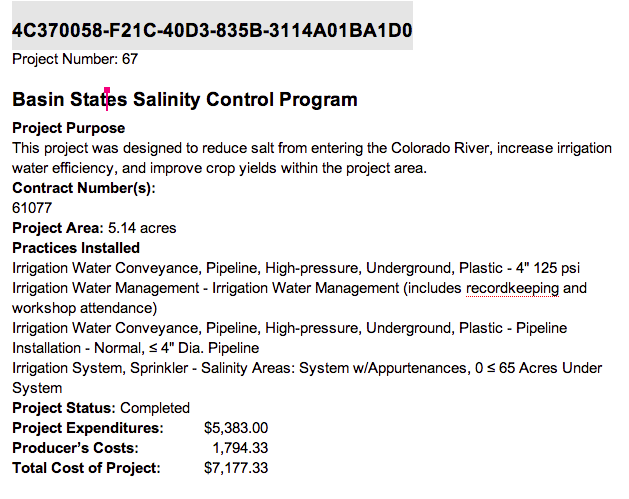 4C370058-F21C-40D3-835B-3114A01BA1D0
Project Number: 67
Basin States Salinity Control Program
Project Purpose
This project was designed to reduce salt from entering the Colorado River, increase irrigation
water efficiency, and improve crop yields within the project area.
Contract Number(s):
61077
Project Area: 5.14 acres
Practices Installed
Irrigation Water Conveyance, Pipeline, High-pressure, Underground, Plastic - 4" 125 psi
Irrigation Water Management - Irrigation Water Management (includes recordkeeping and
workshop attendance)
Irrigation Water Conveyance, Pipeline, High-pressure, Underground, Plastic - Pipeline
Installation - Normal, ≤ 4" Dia. Pipeline
Irrigation System, Sprinkler - Salinity Areas: System w/Appurtenances, 0 ≤ 65 Acres Under
System
Project Status: Completed
Project Expenditures: $5,383.00
Producer’s Costs: 1,794.33
Total Cost of Project: $7,177.33